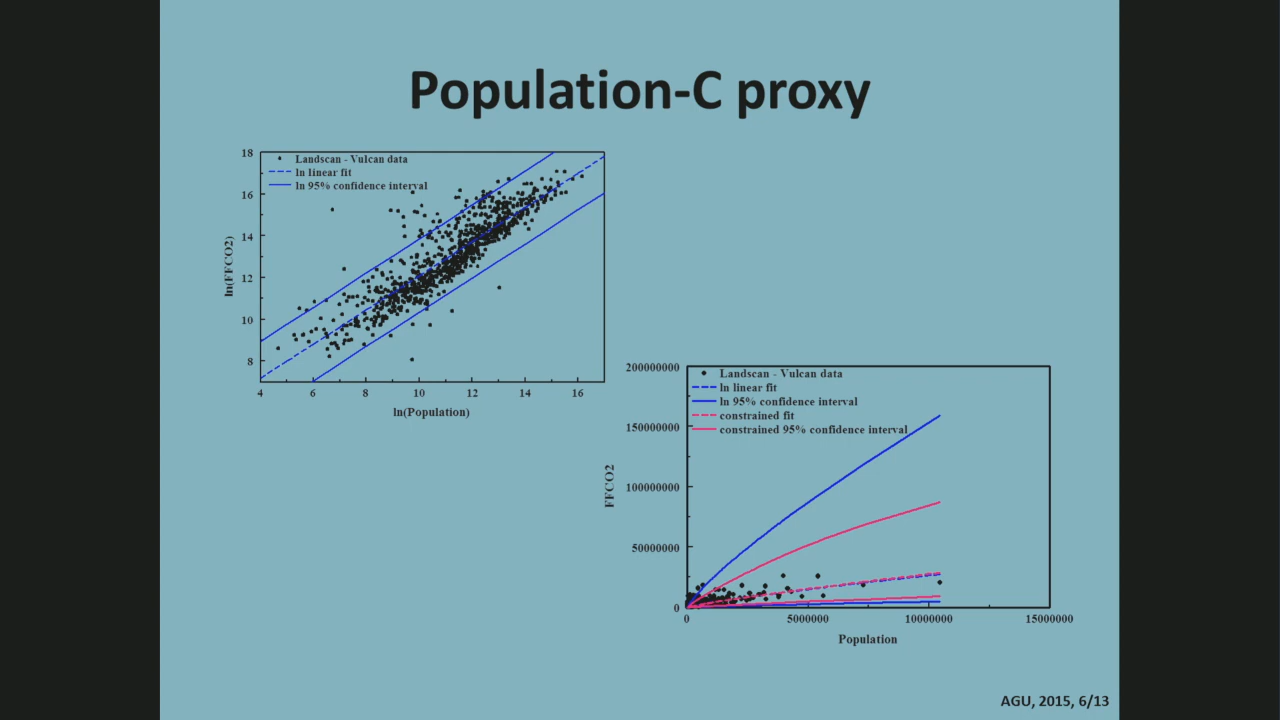 Population-C proxy
Landscan - Vulcan data
ln linear fit
ln 95% confidence interval
18
16
14
12
10
8
ln(FFCO2)
4
6
8
10
12
14
16
ln(Population)
Landscan - Vulcan data
ln linear fit
ln 95% confidence interval
constrained fit
constrained 95% confidence interval
200000000
150000000
100000000
50000000
0
FFCO2
0
5000000
10000000
15000000
Population
AGU, 2015, 6/13